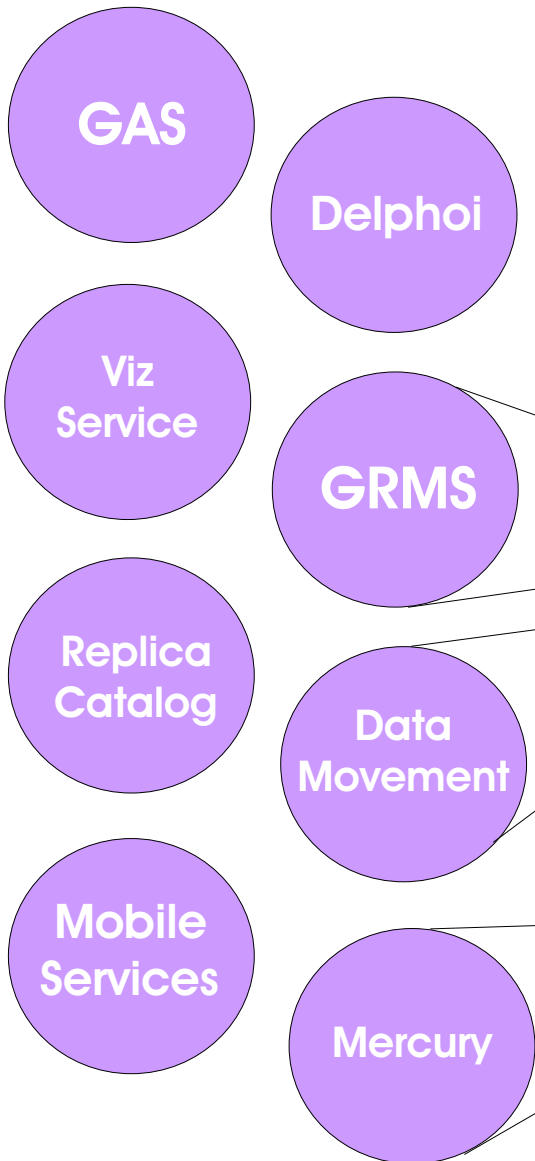 GAS
Delphoi
Viz
Service
GRMS
Replica
Catalog
Data
Movement
Mobile
Services
Mercury